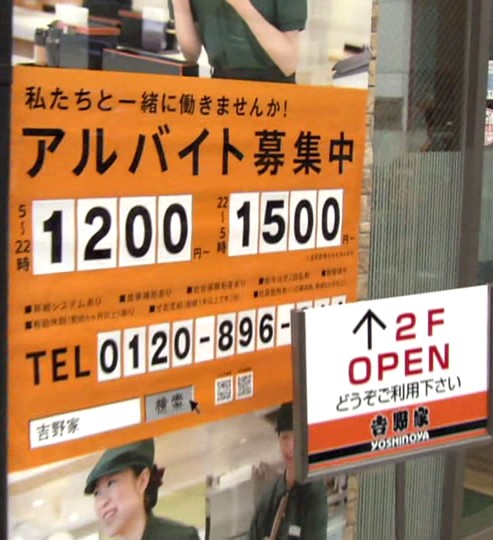 私たちと一緒に働きませんか!
アルバイト募集中
5〜22時 1200円〜
22〜5時 1500円〜
TEL 0120-896-
吉野家 検索
↑2F
OPEN
どうぞご利用下さい
吉野家
YOSHINOYA